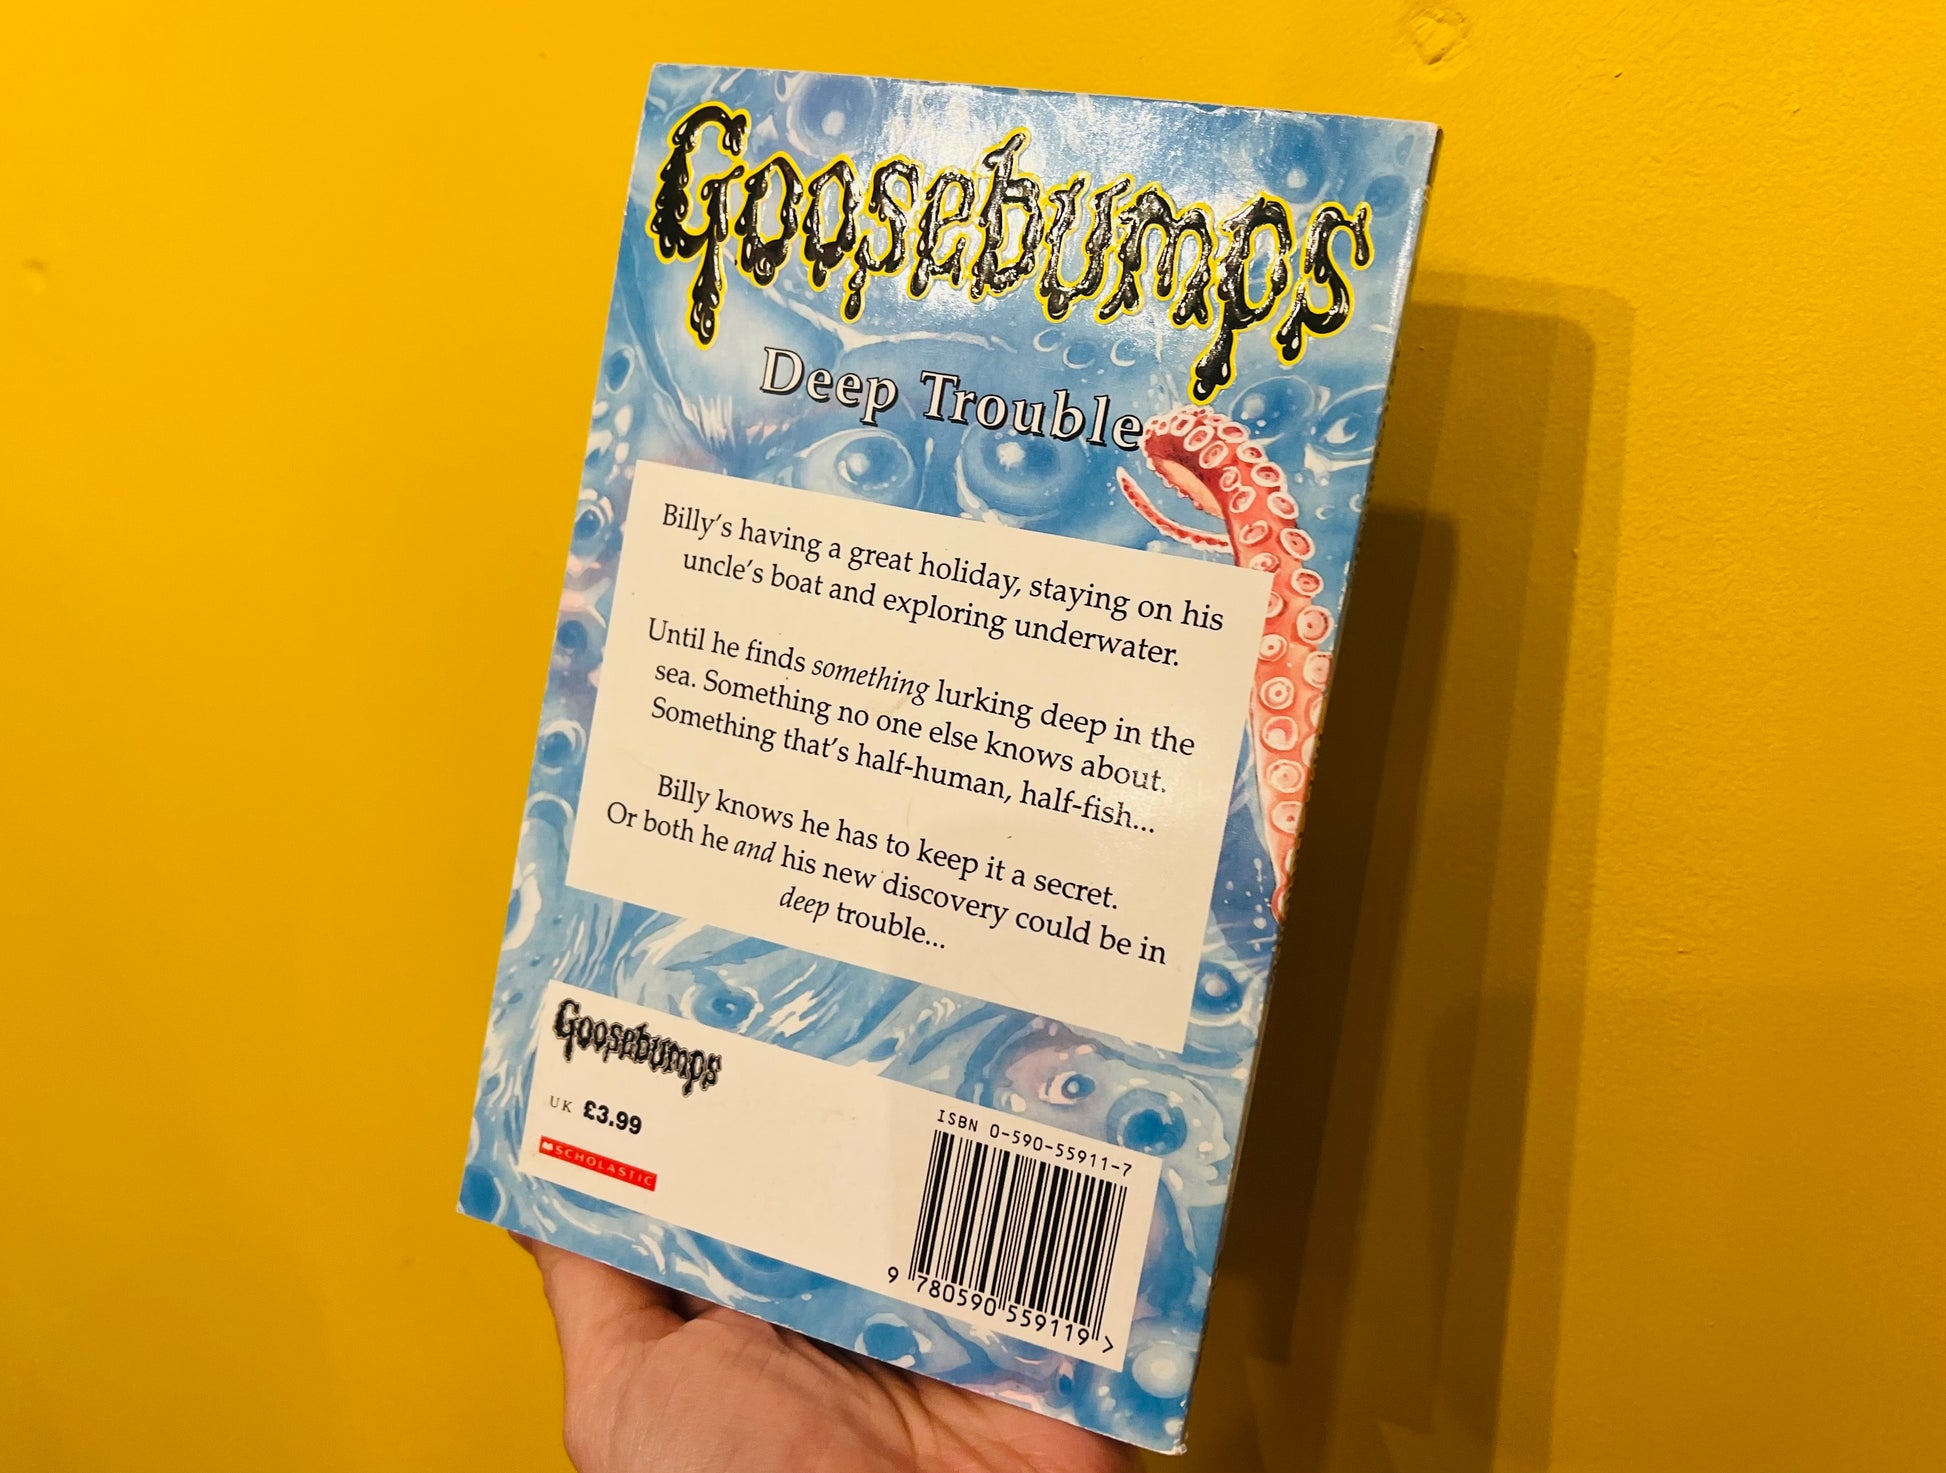 Goosebumps
Deep Trouble
Billy's having a great holiday, staying on his
uncle's boat and exploring underwater.
Until he finds something lurking deep in the
sea. Something no one else knows about.
Something that's half-human, half-fish...
Billy knows he has to keep it a secret.
Or both he and his new discovery could be in
deep trouble...
Goosebumps
UK £3.99
SCHOLASTIC
ISBN 0-590-55911-7
9 780590 559119 >